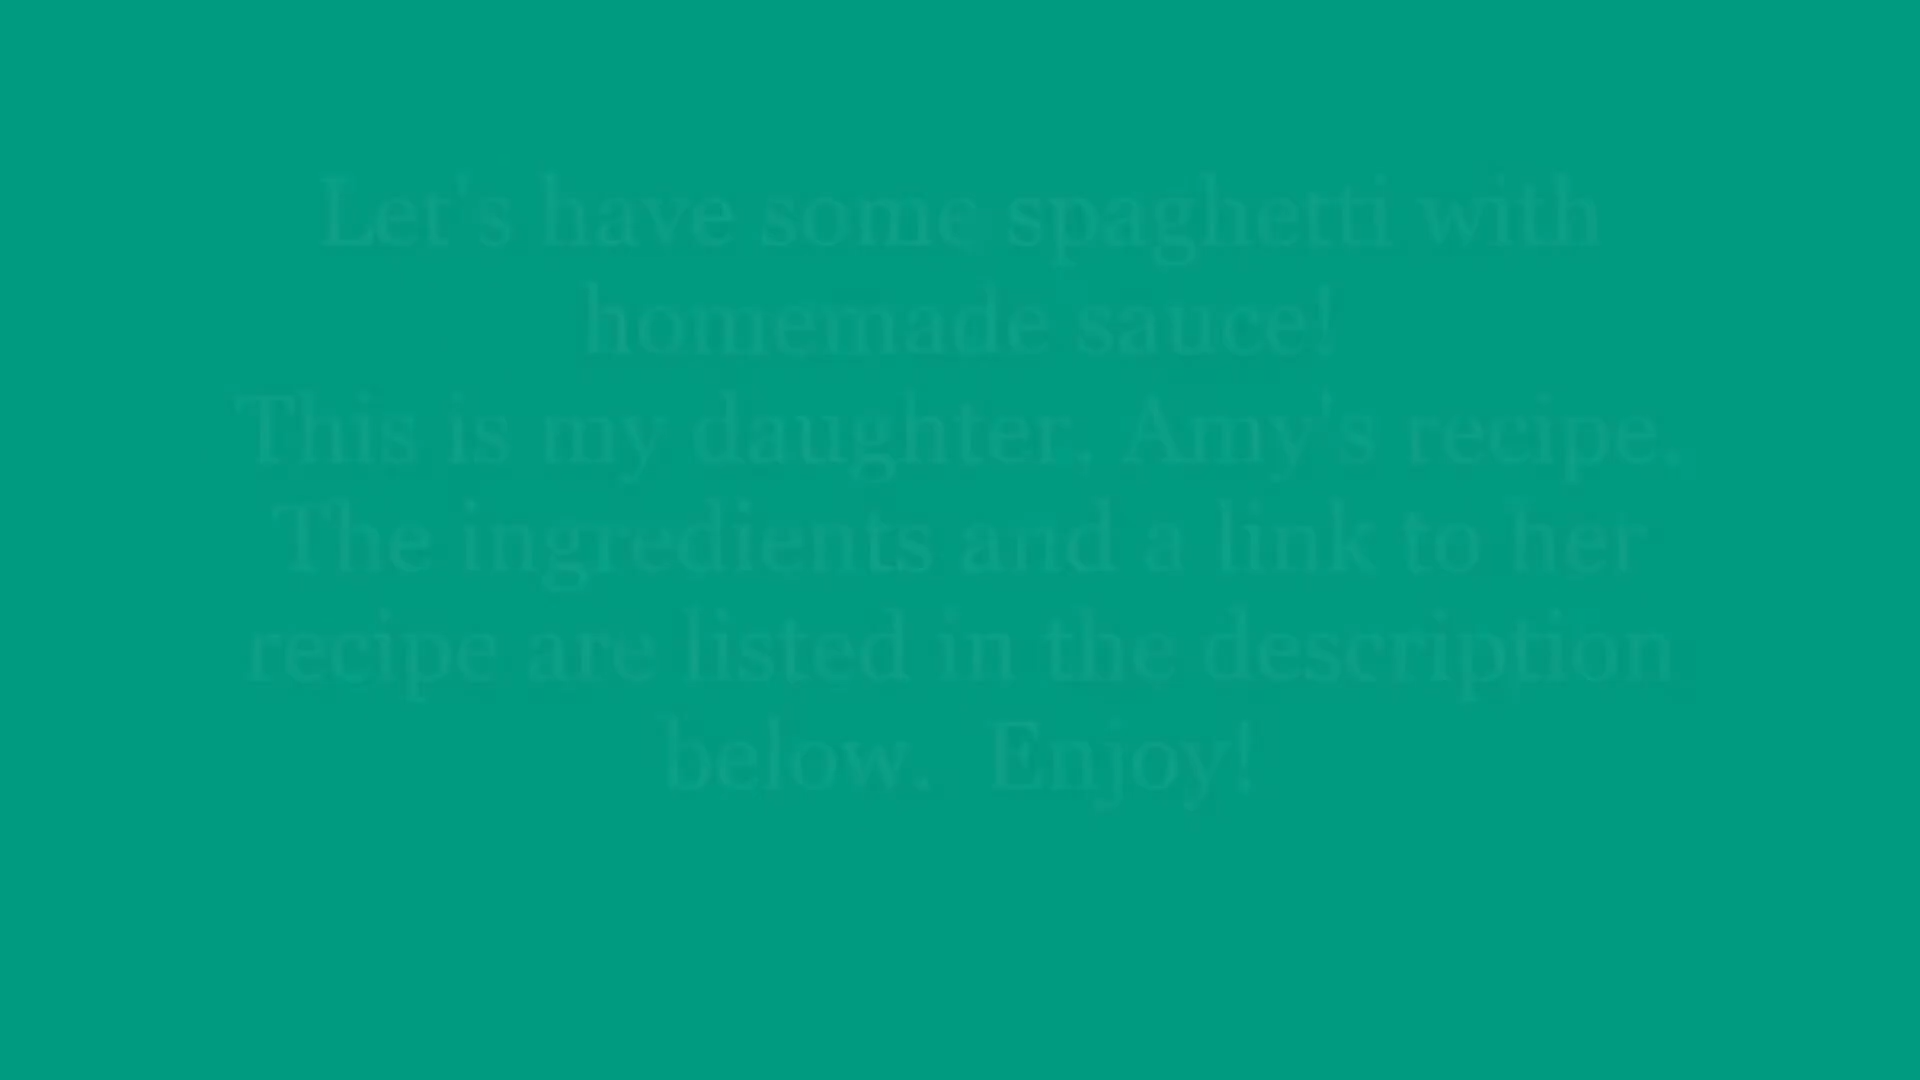 Let's have some spaghetti with
homemade sauce!
This is my daughter, Amy's recipe.
The ingredients and a link to her
recipe are listed in the description
below.  Enjoy!